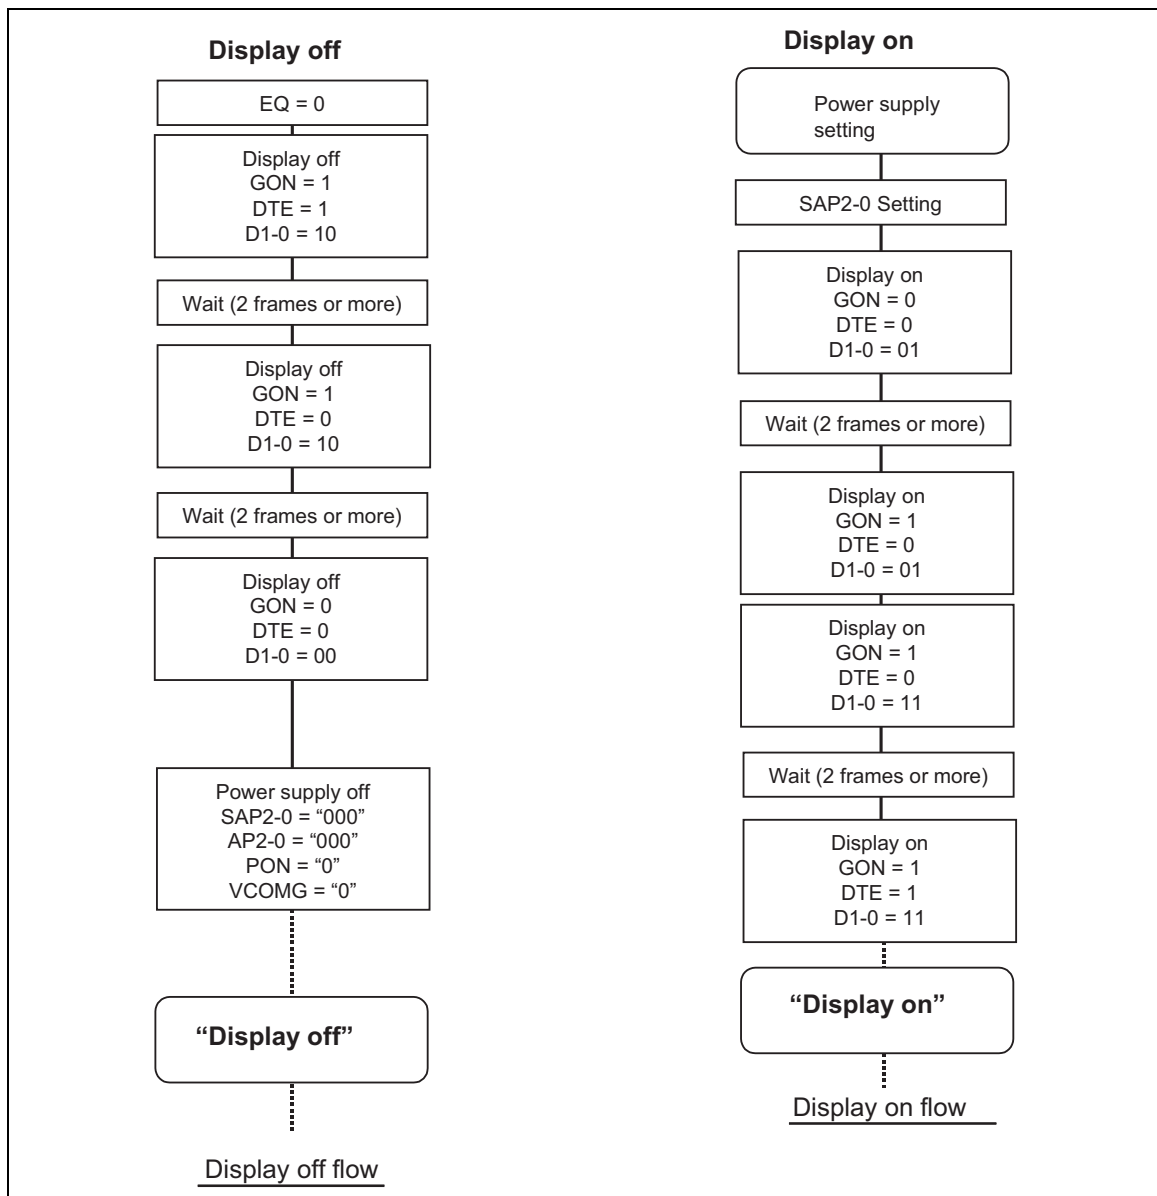 Display off
EQ = 0
Display off
GON = 1
DTE = 1
D1-0 = 10
Wait (2 frames or more)
Display off
GON = 1
DTE = 0
D1-0 = 10
Wait (2 frames or more)
Display off
GON = 0
DTE = 0
D1-0 = 00
Power supply off
SAP2-0 = “000”
AP2-0 = “000”
PON = “0”
VCOMG = “0”
“Display off”
Display off flow
Display on
Power supply
setting
SAP2-0 Setting
Display on
GON = 0
DTE = 0
D1-0 = 01
Wait (2 frames or more)
Display on
GON = 1
DTE = 0
D1-0 = 01
Display on
GON = 1
DTE = 0
D1-0 = 11
Wait (2 frames or more)
Display on
GON = 1
DTE = 1
D1-0 = 11
“Display on”
Display on flow